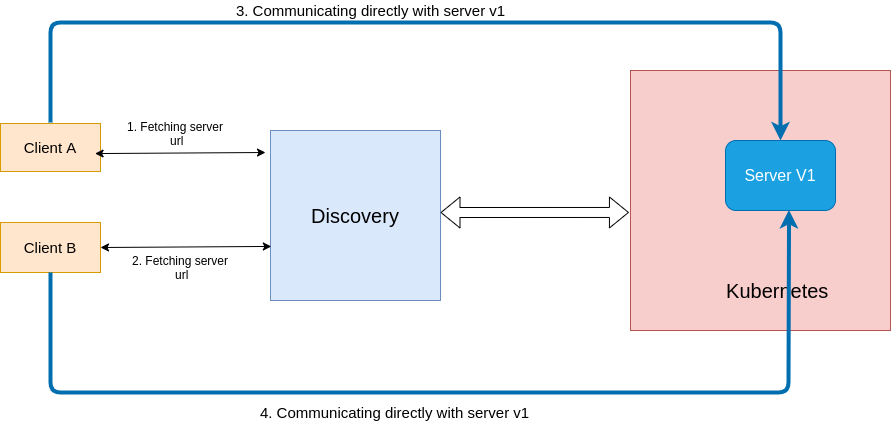 3. Communicating directly with server v1
1. Fetching server
url
Client A
Server V1
Discovery
Client B
2. Fetching server
url
Kubernetes
4. Communicating directly with server v1